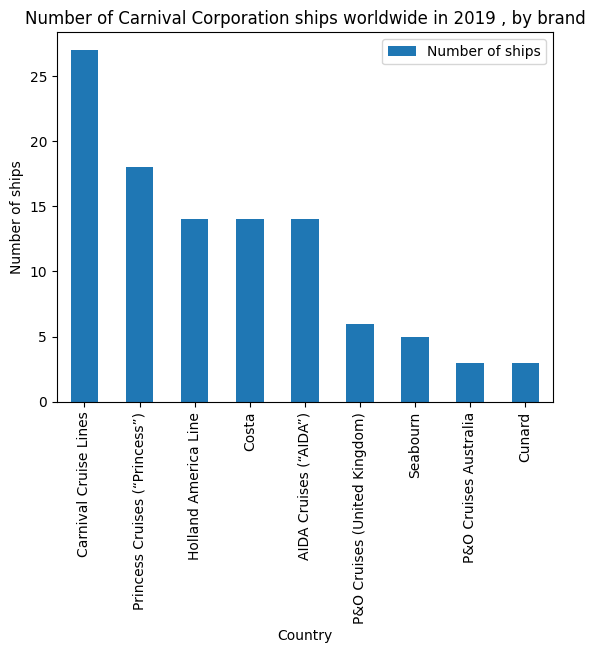 Number of Carnival Corporation ships worldwide in 2019 , by brand
Number of ships
Number of ships
25
20
15
10
5
0
Carnival Cruise Lines
Princess Cruises (“Princess”)
Holland America Line
Costa
AIDA Cruises (“AIDA”)
P&O Cruises (United Kingdom)
Seabourn
P&O Cruises Australia
Cunard
Country